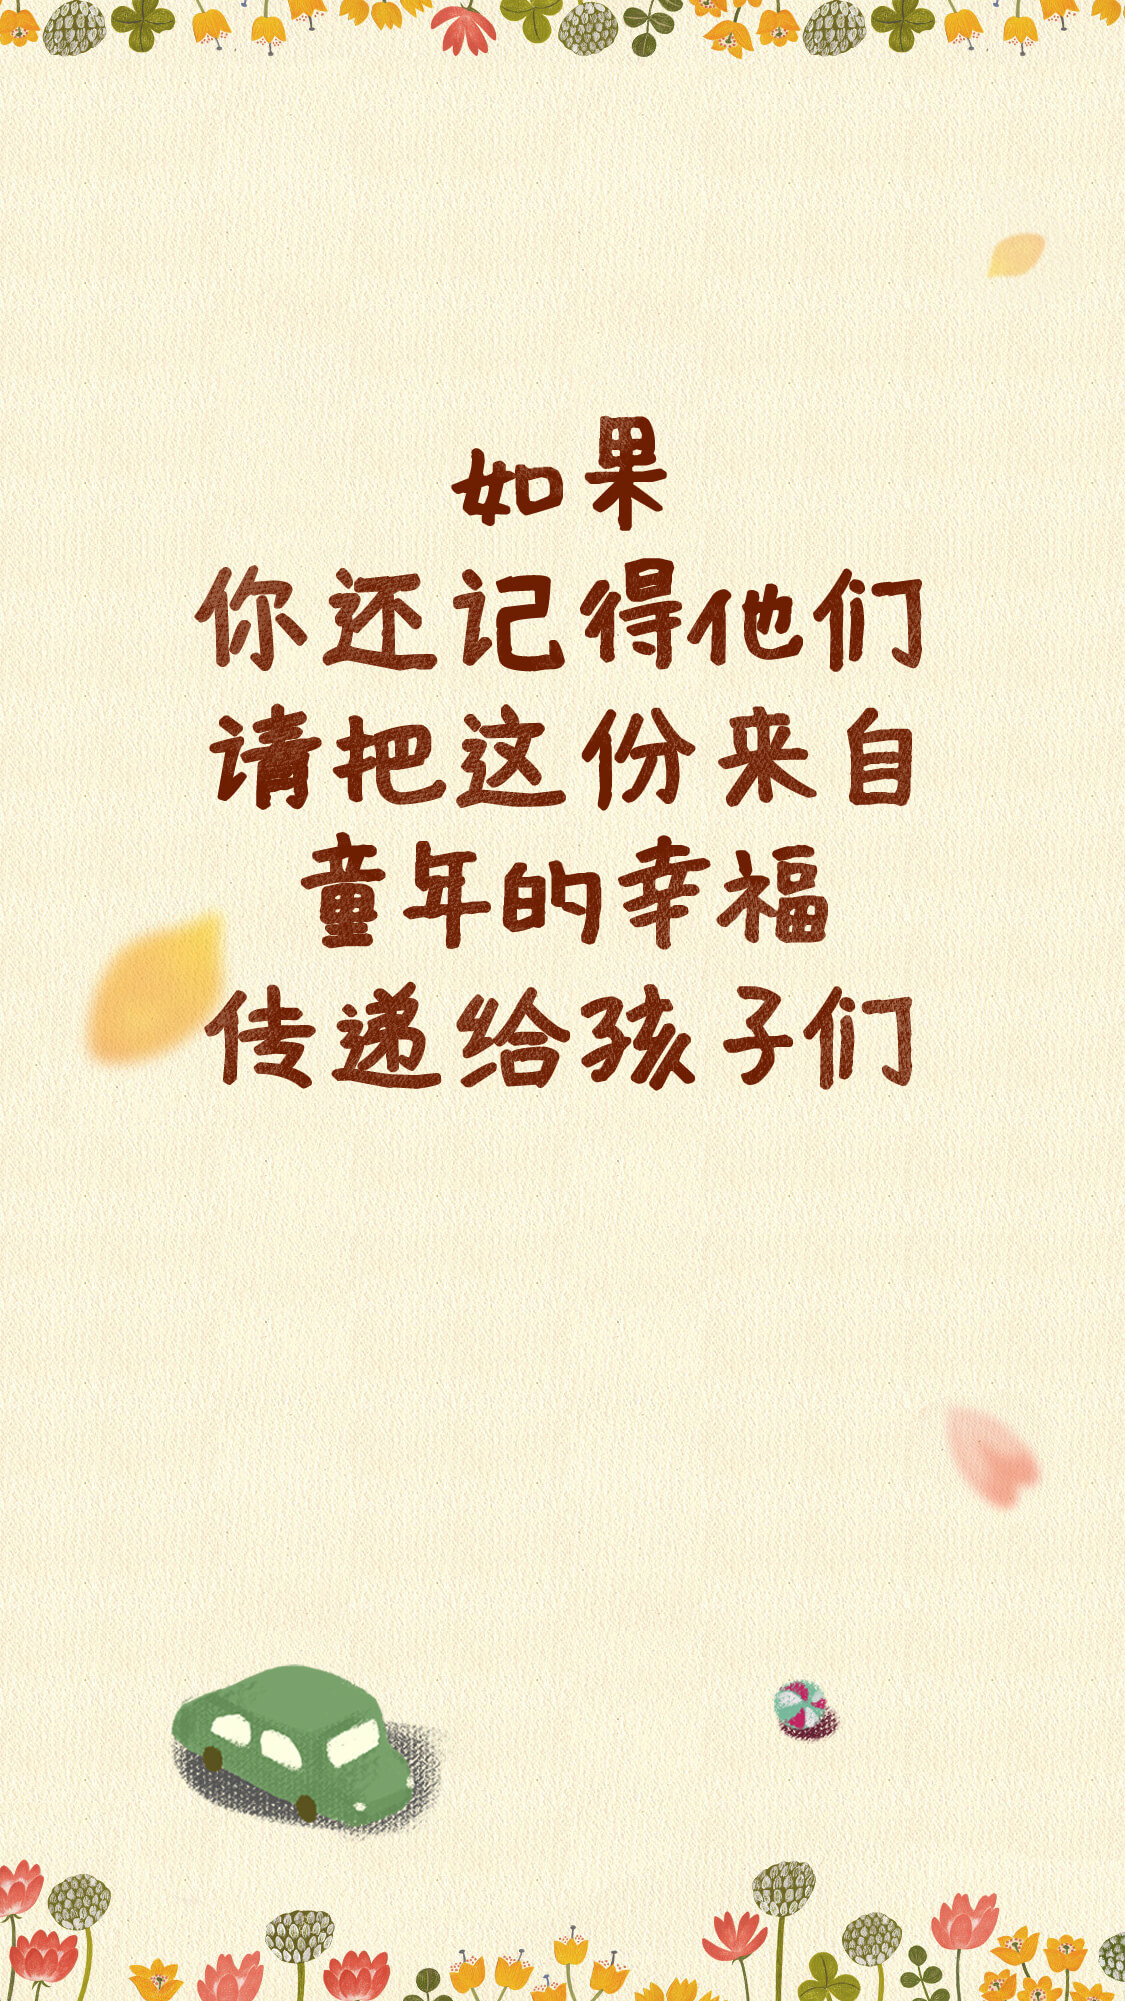 如果
你还记得他们
请把这份来自
童年的幸福
传递给孩子们